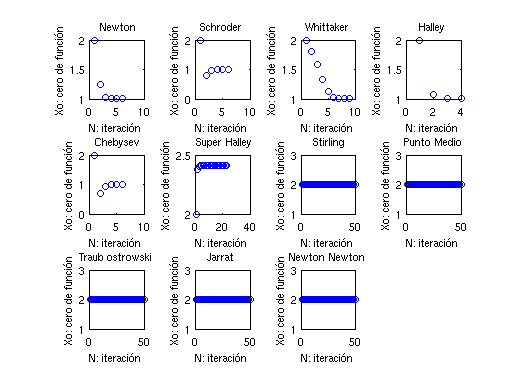 Newton
Xo: cero de función
2
1.5
1
0
5
10
N: iteración
Schroder
Xo: cero de función
2
1
0
0
5
10
N: iteración
Whittaker
Xo: cero de función
2
1.5
1
0
5
10
N: iteración
Halley
Xo: cero de función
2
1.5
1
0
2
4
N: iteración
Chebysev
Xo: cero de función
2
1
0
0
5
10
N: iteración
Super Halley
Xo: cero de función
2.5
2
0
20
40
N: iteración
Stirling
Xo: cero de función
3
2
1
0
50
N: iteración
Punto Medio
Xo: cero de función
3
2
1
0
50
N: iteración
Traub ostrowski
Xo: cero de función
3
2
1
0
50
N: iteración
Jarrat
Xo: cero de función
3
2
1
0
50
N: iteración
Newton Newton
Xo: cero de función
3
2
1
0
50
N: iteración